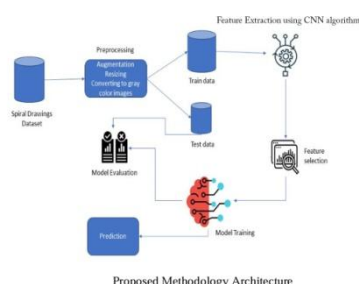 Feature Extraction using CNN algorithm
Preprocessing
Augmentation
Resizing
Converting to gray
color images
Train data
Spiral Drawings
Dataset
Test data
Feature
selection
Model Evaluation
Model Training
Prediction
Proposed Methodology Architecture